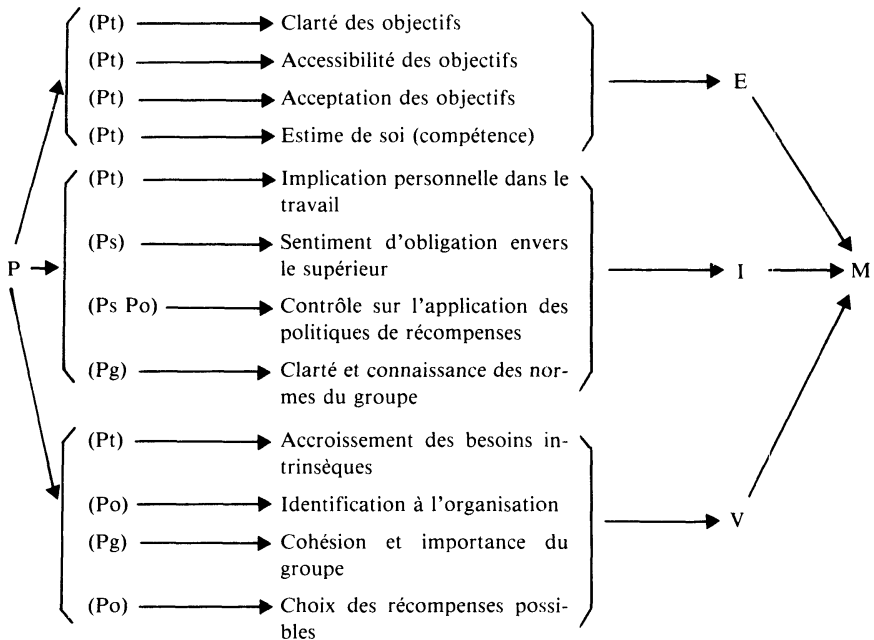 (Pt) Clarté des objectifs
(Pt) Accessibilité des objectifs
(Pt) Acceptation des objectifs
(Pt) Estime de soi (compétence)
E
(Pt) Implication personnelle dans le
travail
(Ps) Sentiment d'obligation envers
le supérieur
P
I
M
(Ps Po) Contrôle sur l'application des
politiques de récompenses
(Pg) Clarté et connaissance des nor-
mes du groupe
(Pt) Accroissement des besoins in-
trinsèques
(Po) Identification à l'organisation
V
(Pg) Cohésion et importance du
groupe
(Po) Choix des récompenses possi-
bles